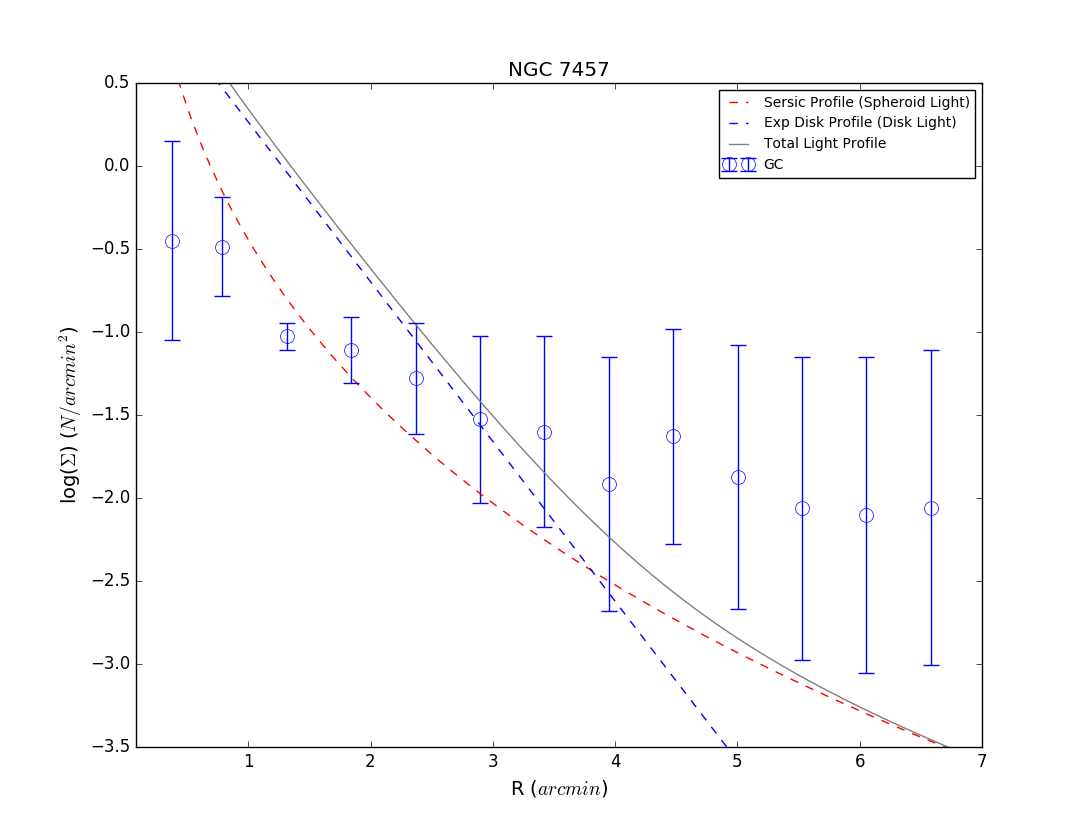 NGC 7457
Sersic Profile (Spheroid Light)
Exp Disk Profile (Disk Light)
Total Light Profile
GC
log(Σ) (N/arcmin²)
0.5
0.0
−0.5
−1.0
−1.5
−2.0
−2.5
−3.0
−3.5
1 2 3 4 5 6 7
R (arcmin)